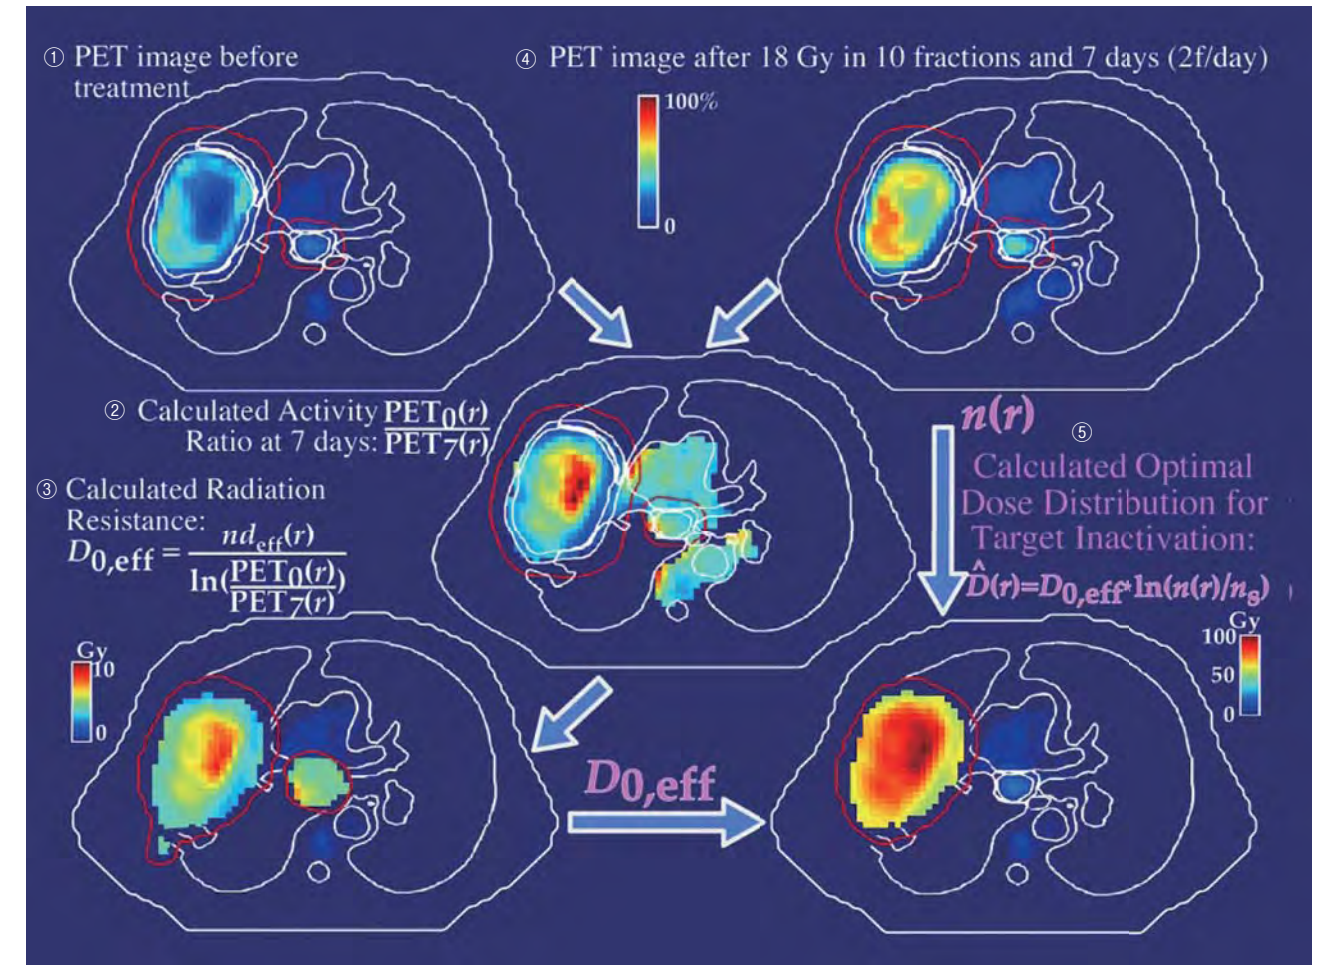 ① PET image before
treatment
④ PET image after 18 Gy in 10 fractions and 7 days (2f/day)
100%
0
② Calculated Activity PET0(r)
Ratio at 7 days: PET7(r)
③ Calculated Radiation
Resistance:
D0,eff = ndeff(r)
ln(PET0(r))
PET7(r)
n(r)
⑤
Calculated Optimal
Dose Distribution for
Target Inactivation:
D̂(r)=D0,eff*ln(n(r)/ns)
Gy
10
0
D0,eff
Gy
100
50
0